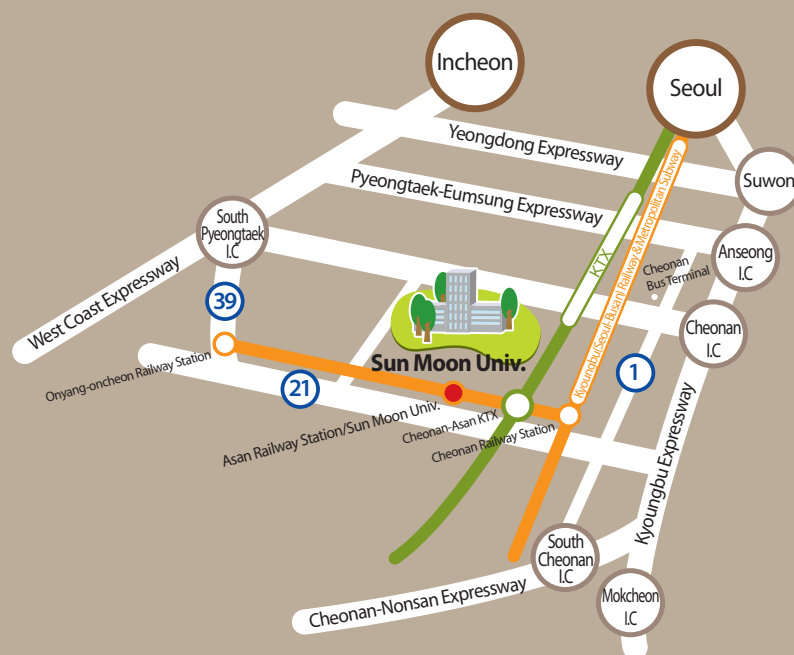 Incheon
Seoul
Yeongdong Expressway
Suwon
Pyeongtaek-Eumsung Expressway
South
Pyeongtaek
I.C
Anseong
I.C
KTX
Kyoungbu(Seoul-Busan) Railway & Metropolitan Subway
Cheonan
Bus Terminal
West Coast Expressway
39
Cheonan
I.C
Sun Moon Univ.
Onyang-oncheon Railway Station
21
1
Asan Railway Station/Sun Moon Univ.
Cheonan-Asan KTX
Cheonan Railway Station
Kyoungbu Expressway
South
Cheonan
I.C
Cheonan-Nonsan Expressway
Mokcheon
I.C